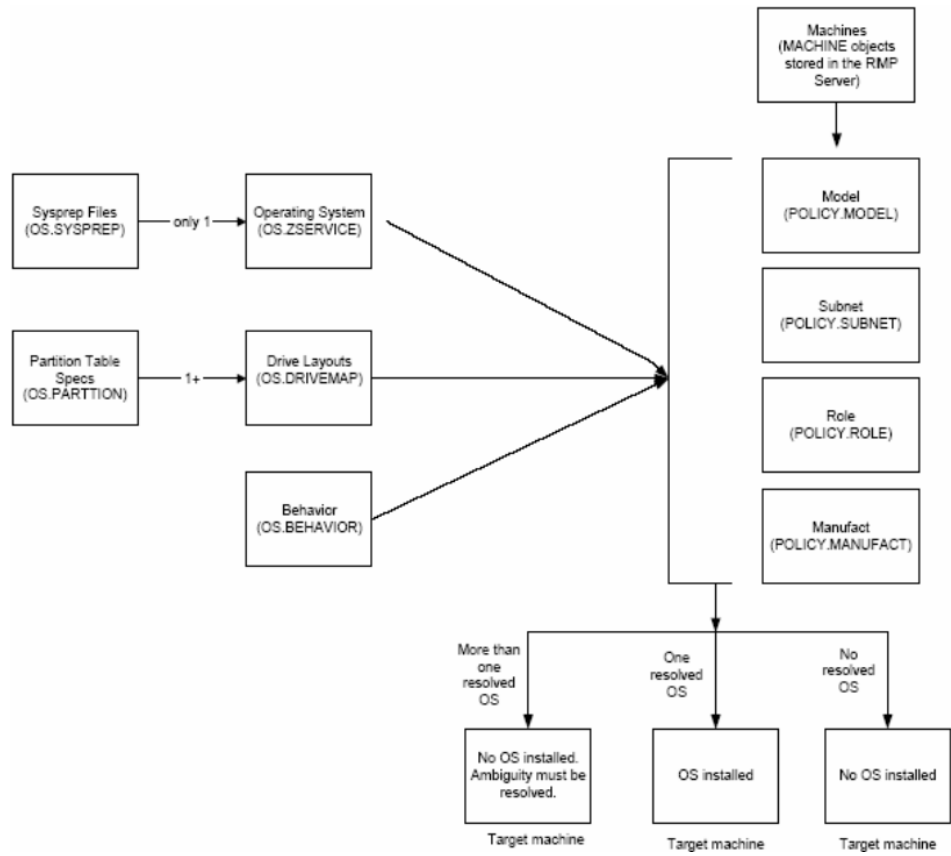 Machines
(MACHINE objects
stored in the RMP
Server)
Model
(POLICY.MODEL)
Sysprep Files
(OS.SYSPREP)
only 1
Operating System
(OS.ZSERVICE)
Subnet
(POLICY.SUBNET)
Partition Table
Specs
(OS.PARTTION)
1+
Drive Layouts
(OS.DRIVEMAP)
Role
(POLICY.ROLE)
Behavior
(OS.BEHAVIOR)
Manufact
(POLICY.MANUFACT)
More than
one
resolved
OS
One
resolved
OS
No
resolved
OS
No OS installed.
Ambiguity must be
resolved.
OS installed
No OS installed
Target machine
Target machine
Target machine